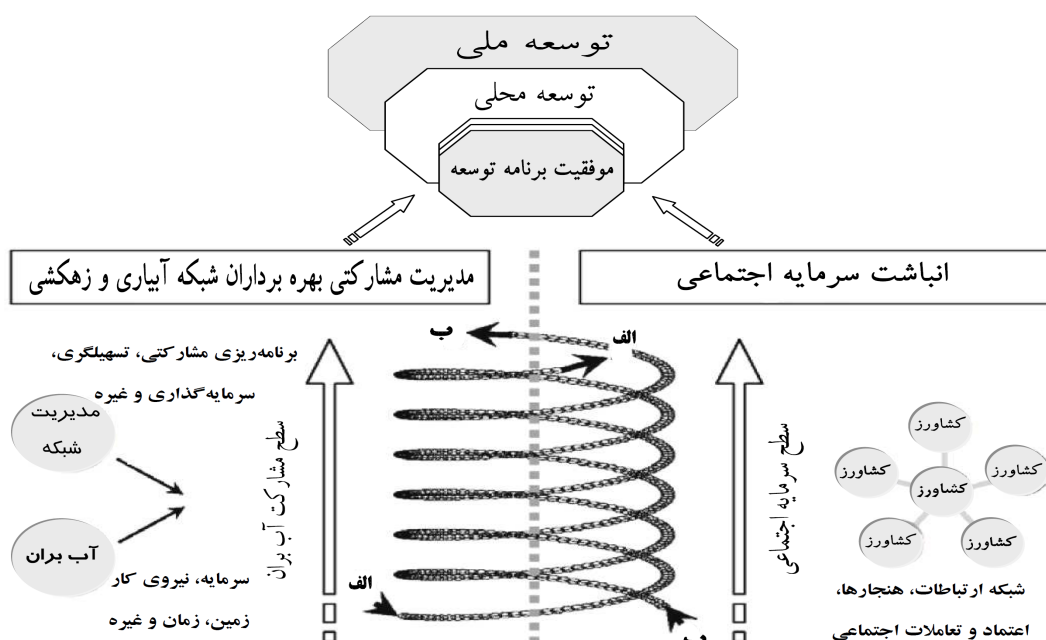 توسعه ملی
توسعه محلی
موفقیت برنامه توسعه
انباشت سرمایه اجتماعی
مدیریت مشارکتی بهره برداران شبکه آبیاری و زهکشی
الف
ب
برنامه‌ریزی مشارکتی، تسهیلگری،
سرمایه‌گذاری و غیره
مدیریت
شبکه
آب بران
سطح مشارکت آب بران
سرمایه، نیروی کار
زمین، زمان و غیره
الف
سطح سرمایه اجتماعی
کشاورز
کشاورز
کشاورز
کشاورز
کشاورز
کشاورز
شبکه ارتباطات، هنجارها،
اعتماد و تعاملات اجتماعی